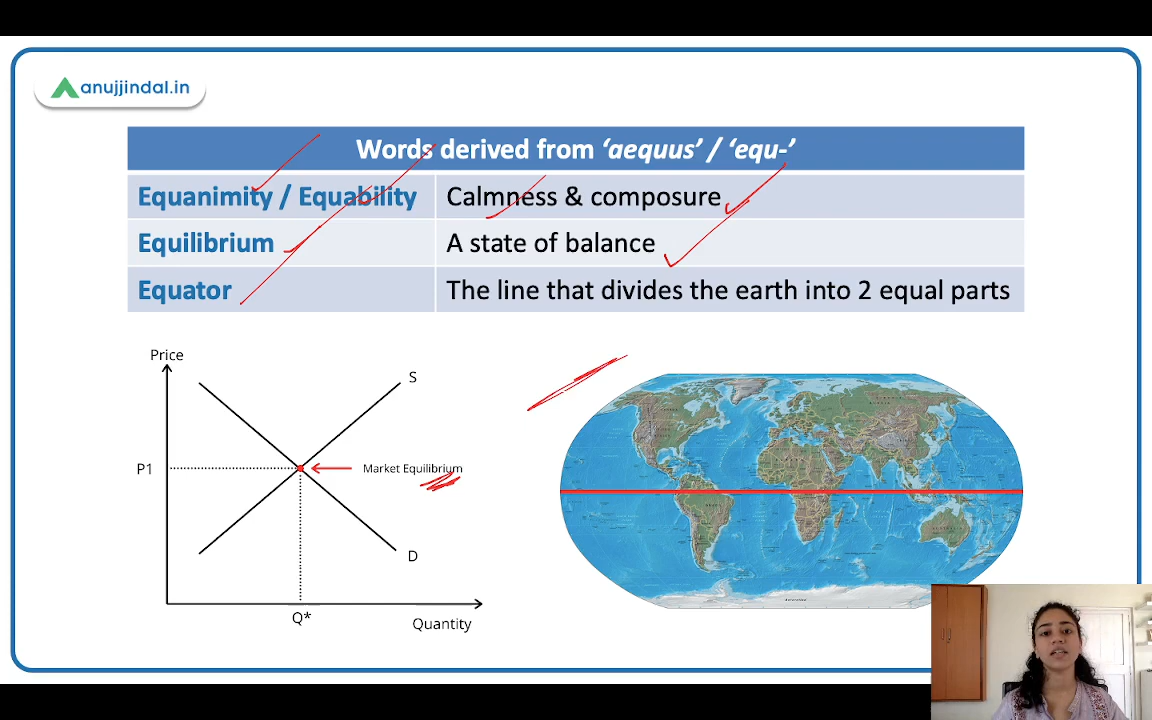 anujjindal.in
Words derived from ‘aequus’ / ‘equ-’
Equanimity / Equability Calmness & composure
Equilibrium A state of balance
Equator The line that divides the earth into 2 equal parts
Price
S
P1
Market Equilibrium
D
Q*
Quantity